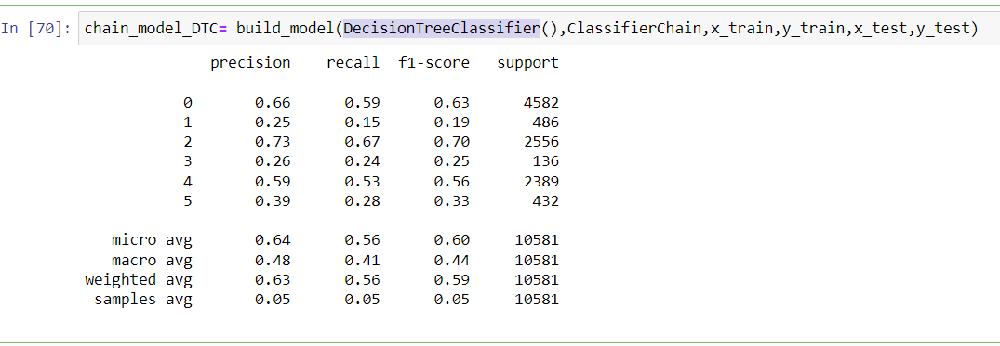 In [70]: chain_model_DTC= build_model(DecisionTreeClassifier(),ClassifierChain,x_train,y_train,x_test,y_test)
precision recall f1-score support
0 0.66 0.59 0.63 4582
1 0.25 0.15 0.19 486
2 0.73 0.67 0.70 2556
3 0.26 0.24 0.25 136
4 0.59 0.53 0.56 2389
5 0.39 0.28 0.33 432
micro avg 0.64 0.56 0.60 10581
macro avg 0.48 0.41 0.44 10581
weighted avg 0.63 0.56 0.59 10581
samples avg 0.05 0.05 0.05 10581